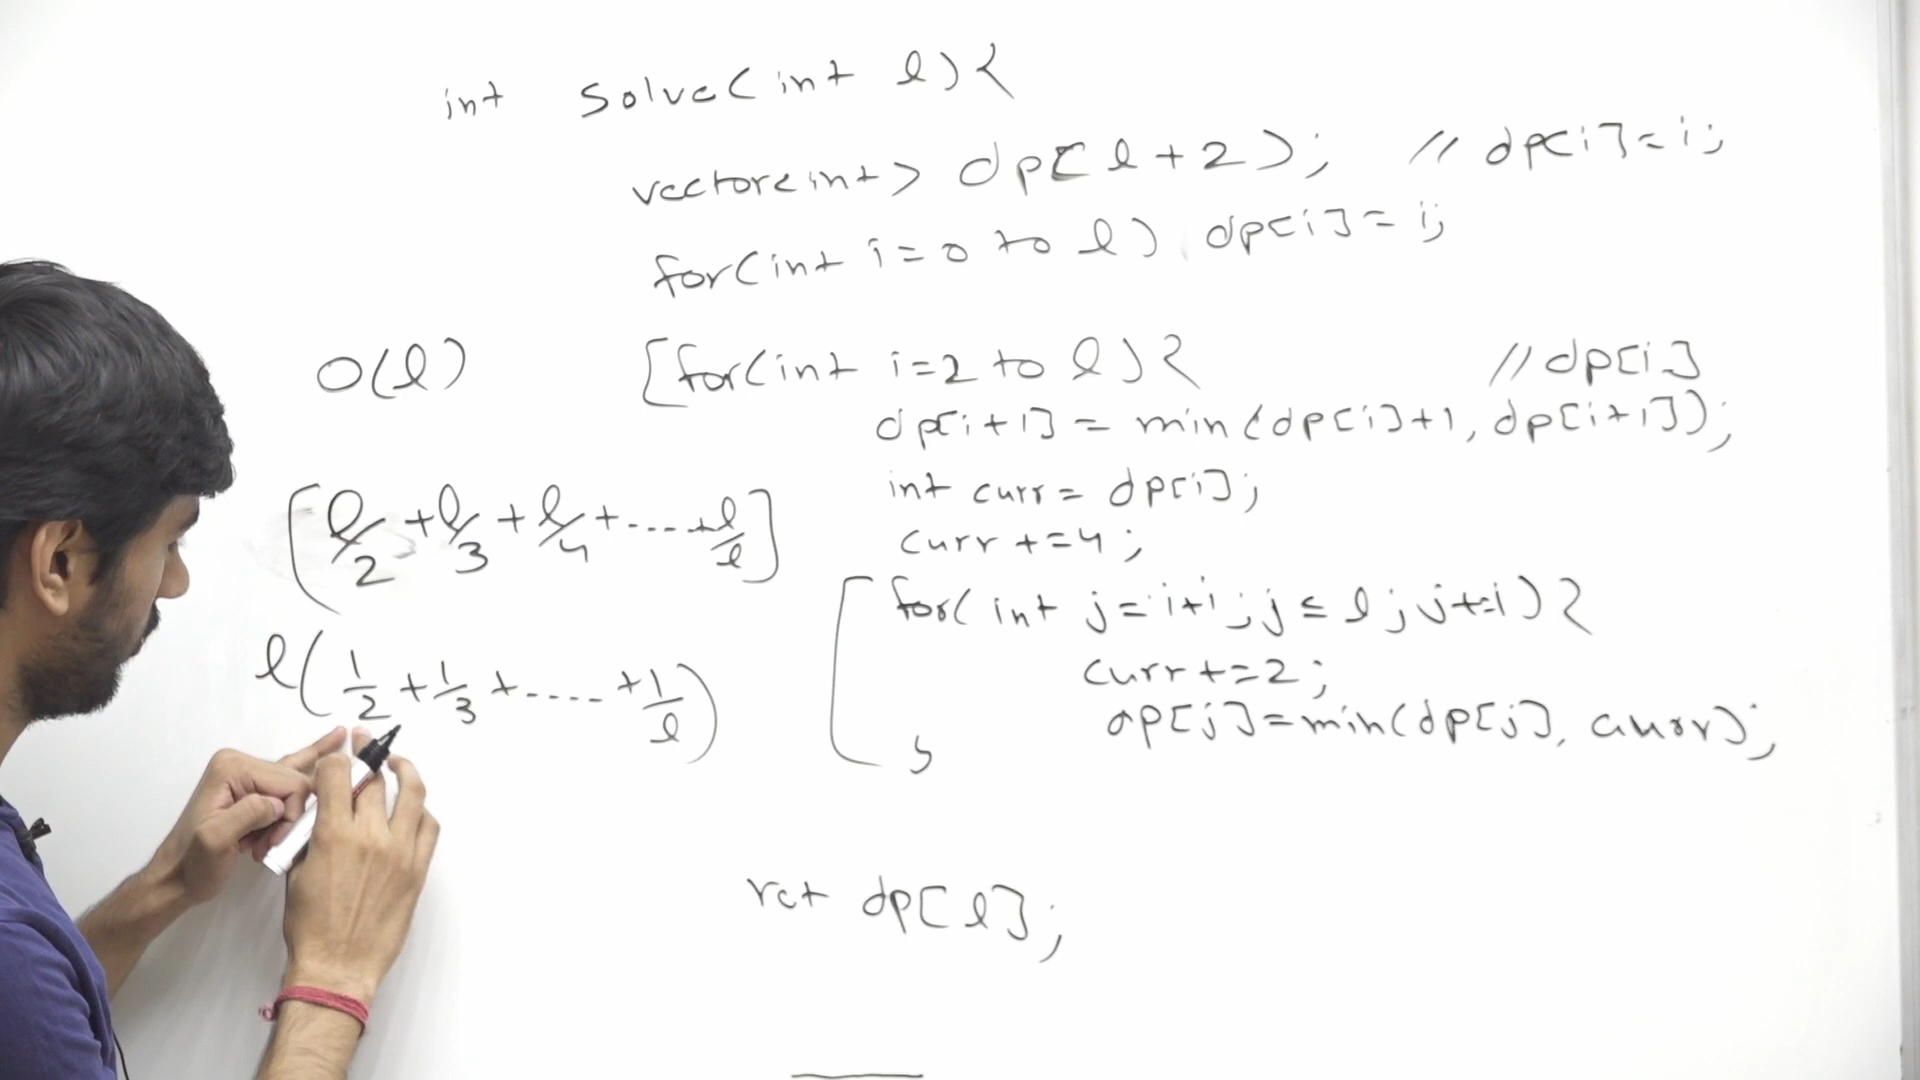 int solve(int l){
vector<int> dp[l+2); // dp[i]=i;
for(int i=0 to l) dp[i]=i;
O(l) [for(int i=2 to l){ // dp[i]
dp[i+1] = min(dp[i]+1, dp[i+1]);
int curr = dp[i];
curr +=4;
for(int j=i+i; j≤l; j+=i){
curr+=2;
dp[j]=min(dp[j], curr);
}
[l/2 + l/3 + l/4 + .... + l/l]
l(1/2 + 1/3 + ..... + 1/l)
ret dp[l];